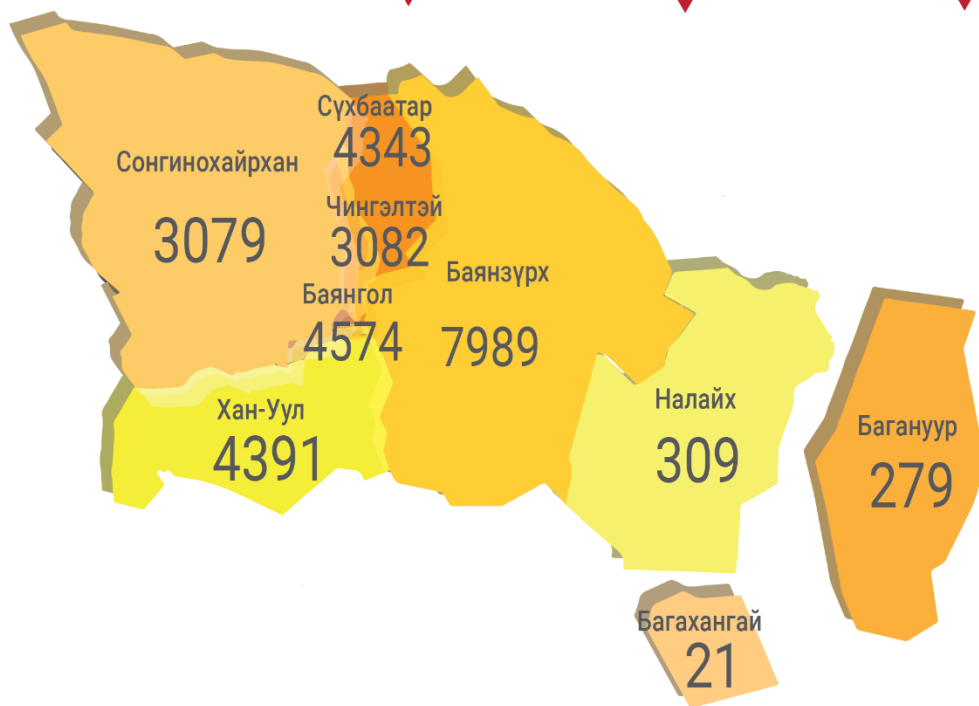 Сүхбаатар
4343
Сонгинохайрхан
3079
Чингэлтэй
3082
Баянзүрх
7989
Баянгол
4574
Хан-Уул
4391
Налайх
309
Багануур
279
Багахангай
21